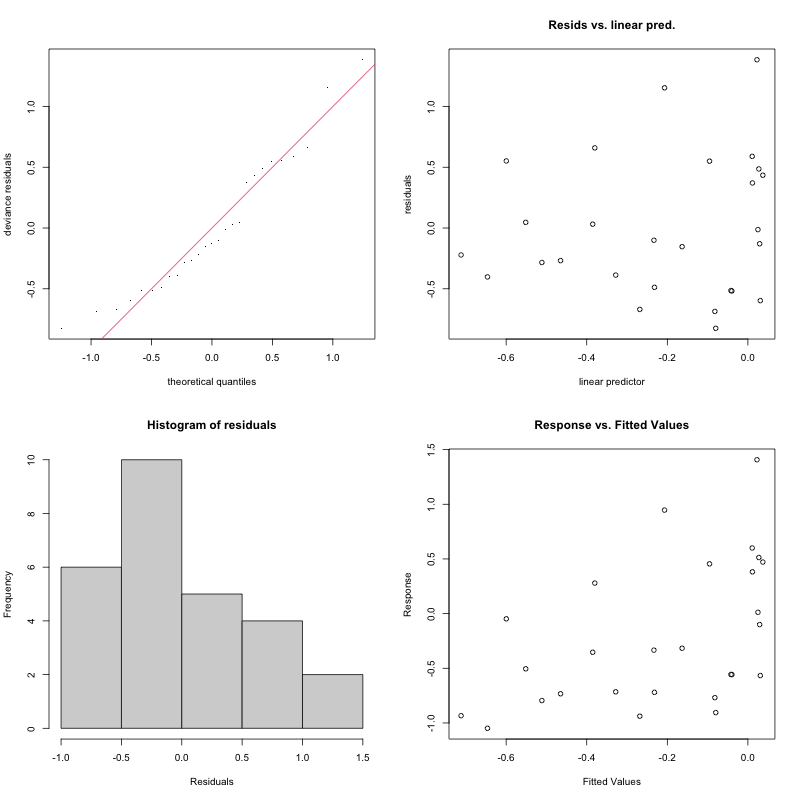 1.0
0.5
0.0
-0.5
deviance residuals
-1.0 -0.5 0.0 0.5 1.0
theoretical quantiles
Resids vs. linear pred.
1.0
0.5
0.0
-0.5
residuals
-0.6 -0.4 -0.2 0.0
linear predictor
Histogram of residuals
10
8
6
4
2
0
Frequency
-1.0 -0.5 0.0 0.5 1.0 1.5
Residuals
Response vs. Fitted Values
1.5
1.0
0.5
0.0
-0.5
-1.0
Response
-0.6 -0.4 -0.2 0.0
Fitted Values